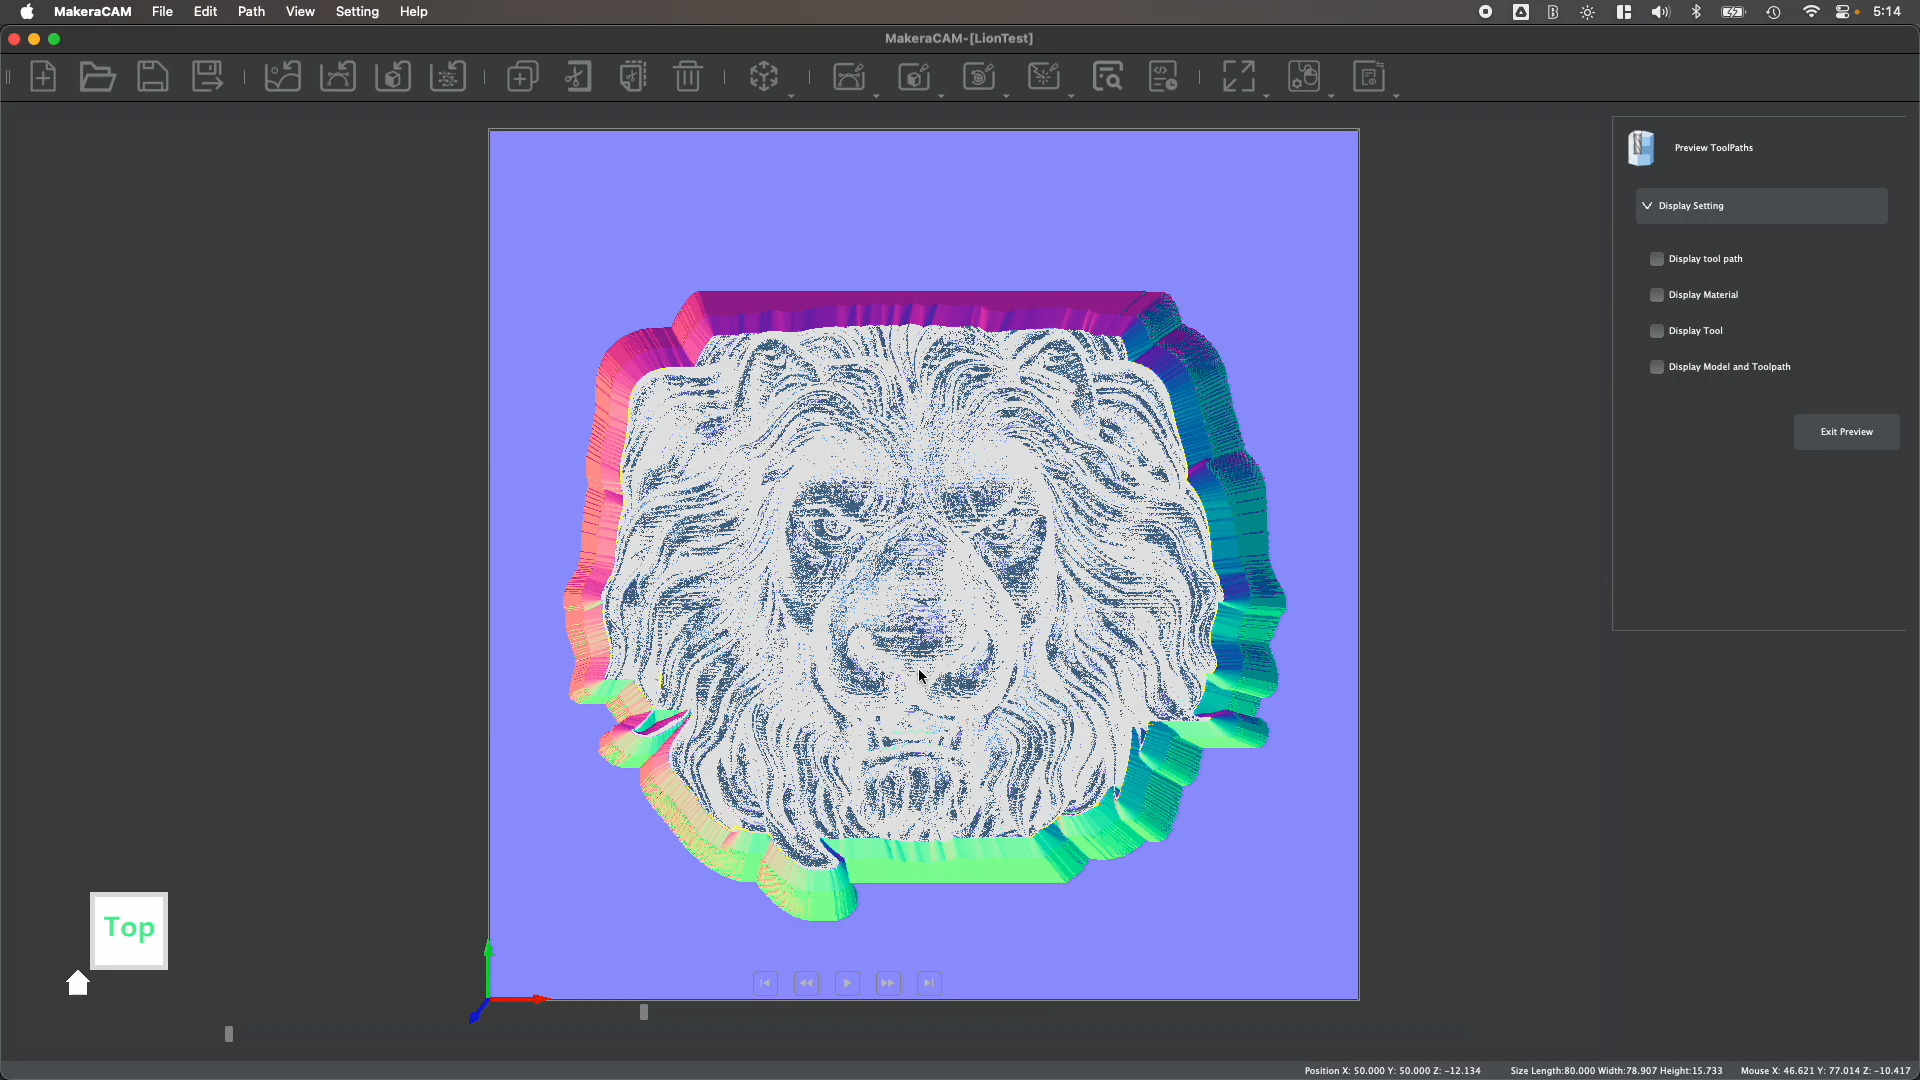 MakeraCAM File Edit Path View Setting Help 5:14
MakeraCAM-[LionTest]
Preview ToolPaths
Display Setting
Display tool path
Display Material
Display Tool
Display Model and Toolpath
Exit Preview
Top
Position X: 50.000 Y: 50.000 Z: -12.134 Size Length:80.000 Width:78.907 Height:15.733 Mouse X: 46.621 Y: 77.014 Z: -10.417